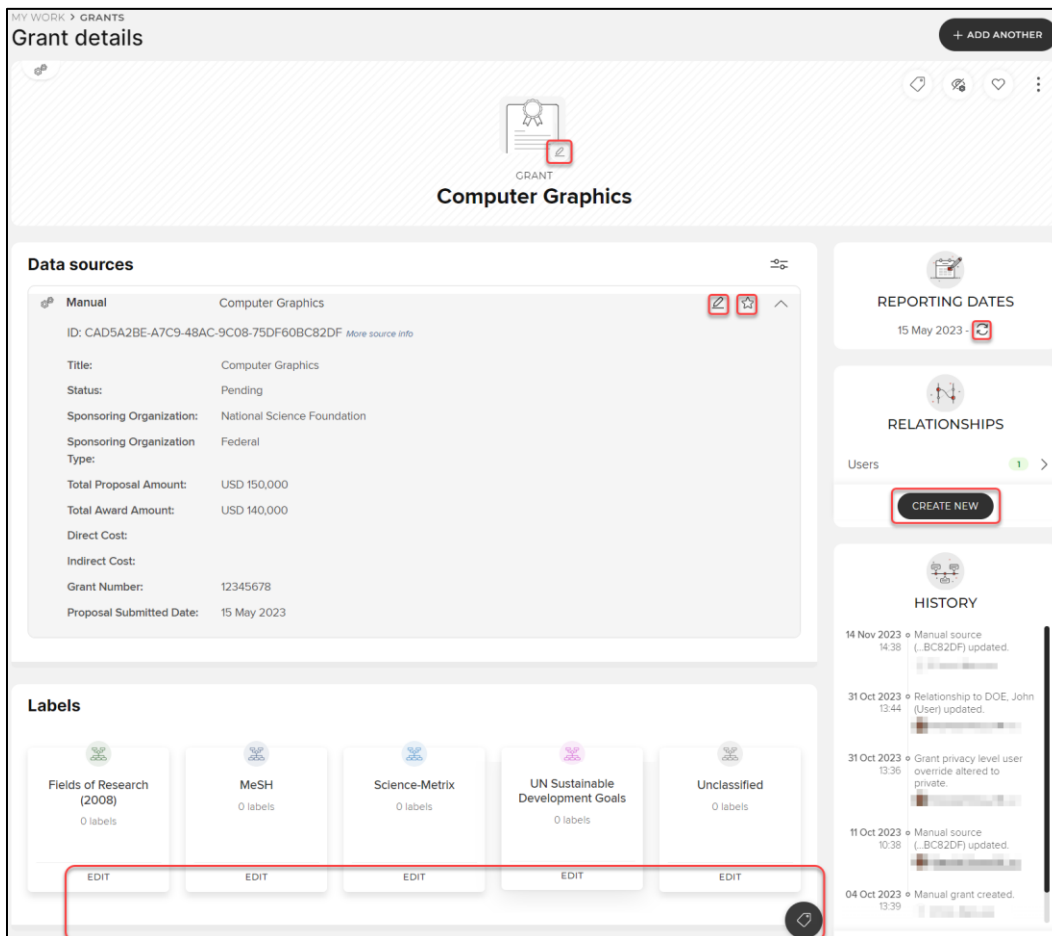 MY WORK > GRANTS
Grant details
+ ADD ANOTHER
GRANT
Computer Graphics
Data sources
Manual Computer Graphics
ID: CAD5A2BE-A7C9-48AC-9C08-75DF60BC82DF More source info
Title: Computer Graphics
Status: Pending
Sponsoring Organization: National Science Foundation
Sponsoring Organization Federal
Type:
Total Proposal Amount: USD 150,000
Total Award Amount: USD 140,000
Direct Cost:
Indirect Cost:
Grant Number: 12345678
Proposal Submitted Date: 15 May 2023
Labels
Fields of Research
(2008)
0 labels
EDIT
MeSH
0 labels
EDIT
Science-Metrix
0 labels
EDIT
UN Sustainable
Development Goals
0 labels
EDIT
Unclassified
0 labels
EDIT
REPORTING DATES
15 May 2023 -
RELATIONSHIPS
Users 1
CREATE NEW
HISTORY
14 Nov 2023 Manual source
14:38 (...BC82DF) updated.
31 Oct 2023 Relationship to DOE, John
13:44 (User) updated.
31 Oct 2023 Grant privacy level user
13:36 override altered to
private.
11 Oct 2023 Manual source
10:38 (...BC82DF) updated.
04 Oct 2023 Manual grant created.
13:39